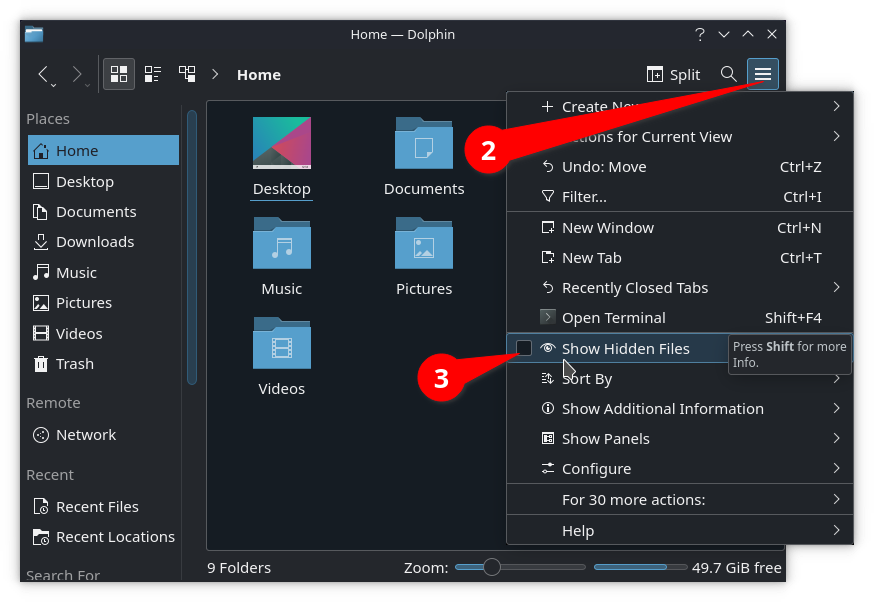 Home — Dolphin
Home
Split
Places
Home
Desktop
Documents
Downloads
Music
Pictures
Videos
Trash
Remote
Network
Recent
Recent Files
Recent Locations
Search For
Desktop
Documents
Music
Pictures
Videos
2
3
Create New
Actions for Current View
Undo: Move Ctrl+Z
Filter... Ctrl+I
New Window Ctrl+N
New Tab Ctrl+T
Recently Closed Tabs
Open Terminal Shift+F4
Show Hidden Files
Press Shift for more
Info.
Sort By
Show Additional Information
Show Panels
Configure
For 30 more actions:
Help
9 Folders
Zoom:
49.7 GiB free